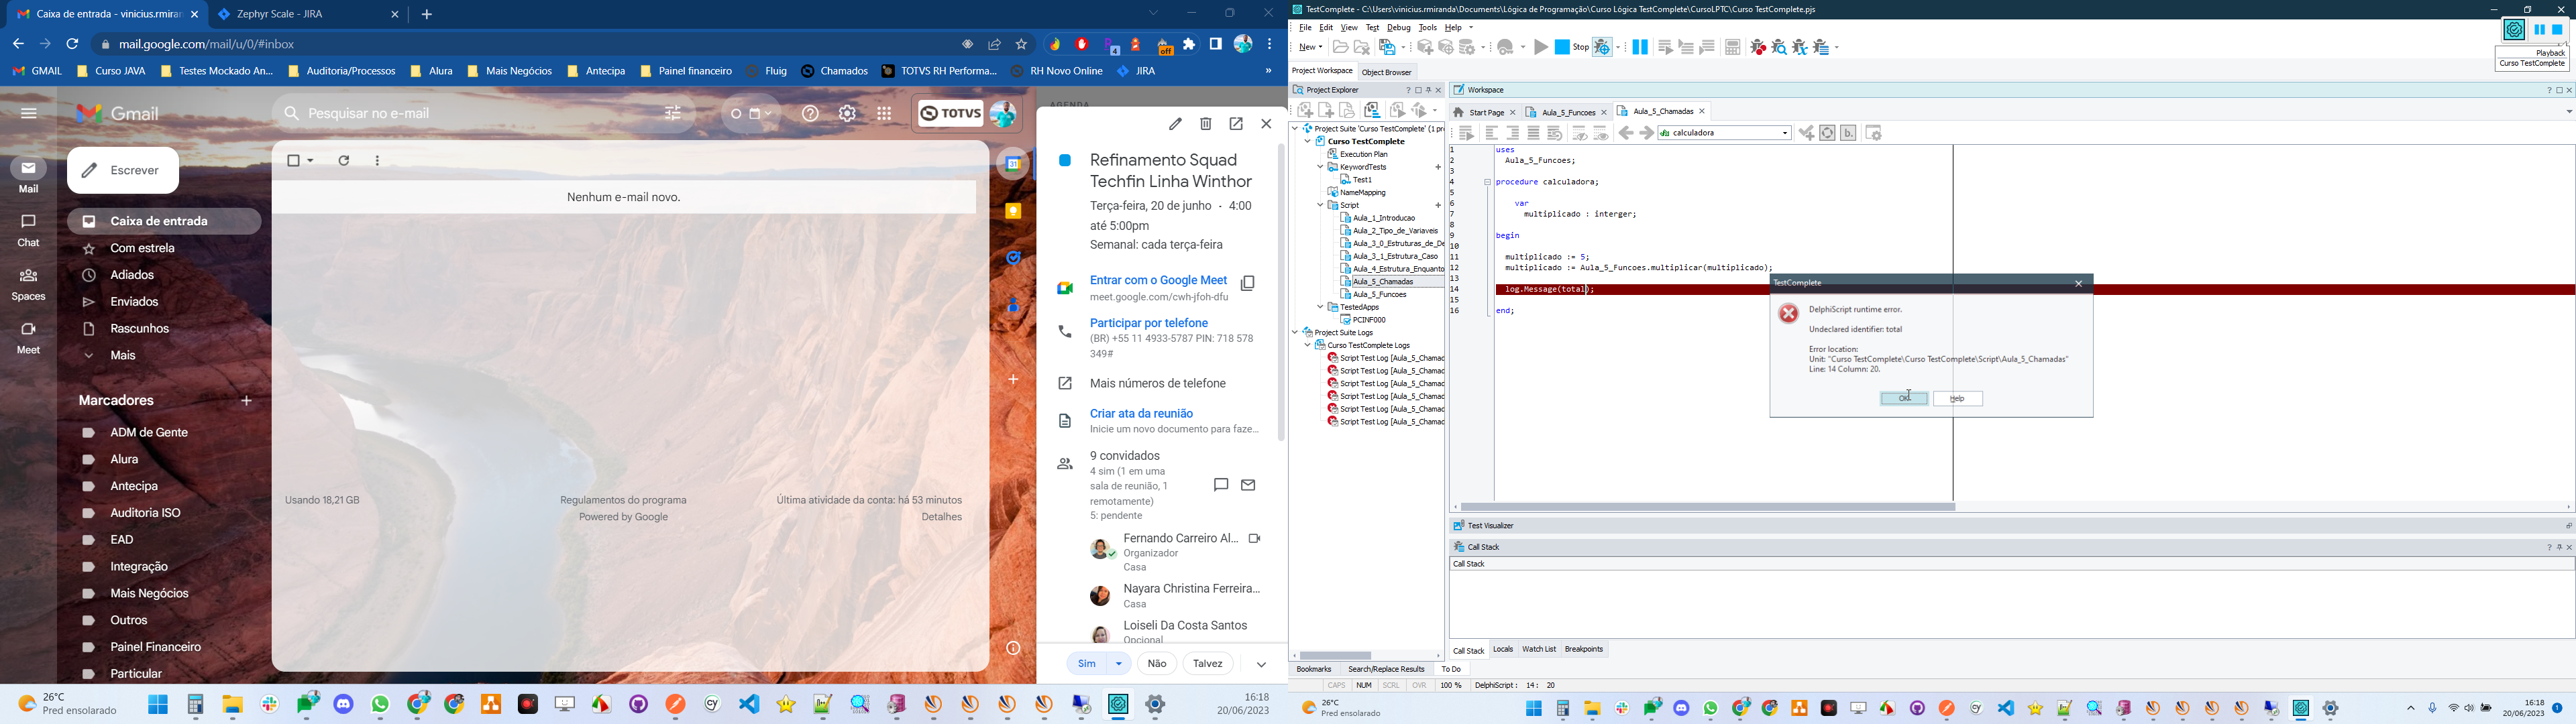 Caixa de entrada - vinicius.rmiran
Zephyr Scale - JIRA
mail.google.com/mail/u/0/#inbox
4
off
GMAIL
Curso JAVA
Testes Mockado An...
Auditoria/Processos
Alura
Mais Negócios
Antecipa
Painel financeiro
Fluig
Chamados
TOTVS RH Performa...
RH Novo Online
JIRA
»
Gmail
Pesquisar no e-mail
TOTVS
AGENDA
Mail
Chat
Spaces
Meet
Escrever
Caixa de entrada
Com estrela
Adiados
Enviados
Rascunhos
Mais
Marcadores
ADM de Gente
Alura
Antecipa
Auditoria ISO
EAD
Integração
Mais Negócios
Outros
Painel Financeiro
Particular
Nenhum e-mail novo.
Usando 18,21 GB
Regulamentos do programa
Powered by Google
Última atividade da conta: há 53 minutos
Detalhes
31
Refinamento Squad
Techfin Linha Winthor
Terça-feira, 20 de junho · 4:00
até 5:00pm
Semanal: cada terça-feira
Entrar com o Google Meet
meet.google.com/cwh-jfoh-dfu
Participar por telefone
(BR) +55 11 4933-5787 PIN: 718 578
349#
Mais números de telefone
Criar ata da reunião
Inicie um novo documento para faze...
9 convidados
4 sim (1 em uma
sala de reunião, 1
remotamente)
5: pendente
Fernando Carreiro Al...
Organizador
Casa
Nayara Christina Ferreira...
Casa
Loiseli Da Costa Santos
Opcional
Sim
Não
Talvez
26°C
Pred ensolarado
16:18
20/06/2023
TestComplete - C:\Users\vinicius.rmiranda\Documents\Lógica de Programação\Curso Lógica TestComplete\CursoLPTC\Curso TestComplete.pjs
File Edit View Test Debug Tools Help
New
Stop
Playback
Curso TestComplete
Project Workspace
Object Browser
Project Explorer
Project Suite 'Curso TestComplete' (1 pr
Curso TestComplete
Execution Plan
KeywordTests
Test1
NameMapping
Script
Aula_1_Introducao
Aula_2_Tipo_de_Variaveis
Aula_3_0_Estruturas_de_De
Aula_3_1_Estrutura_Caso
Aula_4_Estrutura_Enquanto
Aula_5_Chamadas
Aula_5_Funcoes
TestedApps
PCINF000
Project Suite Logs
Curso TestComplete Logs
Script Test Log [Aula_5_Chamad
Script Test Log [Aula_5_Chamad
Script Test Log [Aula_5_Chamad
Script Test Log [Aula_5_Chamad
Script Test Log [Aula_5_Chamad
Script Test Log [Aula_5_Chamad
Workspace
Start Page
Aula_5_Funcoes
Aula_5_Chamadas
calculadora
1 uses
2 Aula_5_Funcoes;
3
4 procedure calculadora;
5
6 var
7 multiplicado : interger;
8
9 begin
10
11 multiplicado := 5;
12 multiplicado := Aula_5_Funcoes.multiplicar(multiplicado);
13
14 log.Message(total);
15
16 end;
TestComplete
DelphiScript runtime error.
Undeclared identifier: total
Error location:
Unit: "Curso TestComplete\Curso TestComplete\Script\Aula_5_Chamadas"
Line: 14 Column: 20.
OK
Help
Test Visualizer
Call Stack
Call Stack
Call Stack
Locals
Watch List
Breakpoints
Bookmarks
Search/Replace Results
To Do
CAPS
NUM
SCRL
OVR
100 %
DelphiScript : 14 : 20
26°C
Pred ensolarado
16:18
20/06/2023